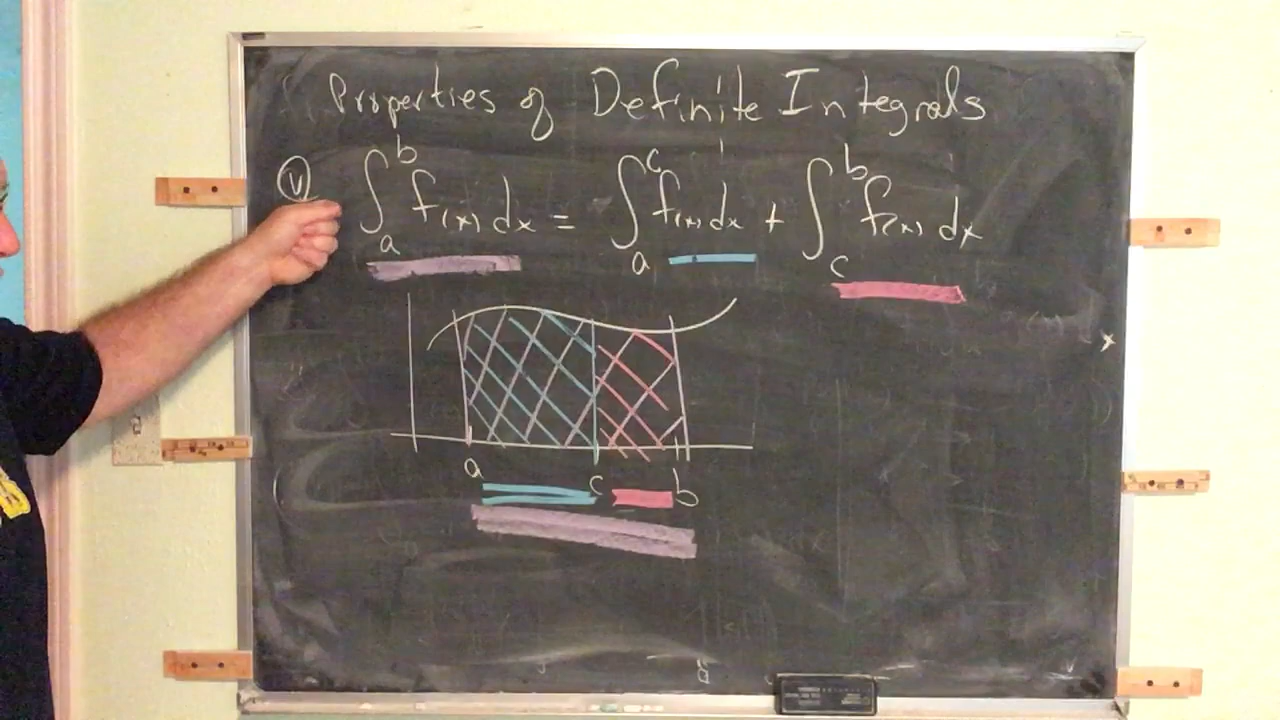 Properties of Definite Integrals
(v) ∫_a^b f(x) dx = ∫_a^c f(x) dx + ∫_c^b f(x) dx
a c b